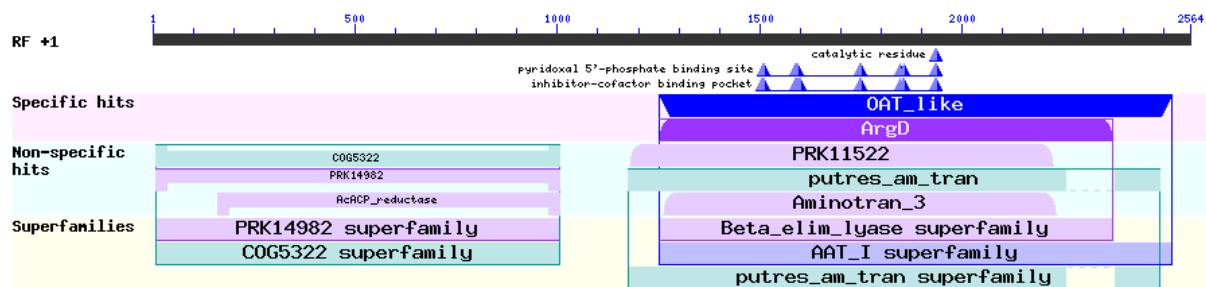 1 500 1000 1500 2000 2564
RF +1
catalytic residue
pyridoxal 5'-phosphate binding site
inhibitor-cofactor binding pocket
Specific hits
OAT_like
ArgD
Non-specific
hits
COG5322
PRK11522
PRK14982
putres_am_tran
AcACP_reductase
Aminotran_3
Superfamilies
PRK14982 superfamily
Beta_elim_lyase superfamily
COG5322 superfamily
AAT_I superfamily
putres_am_tran superfamily